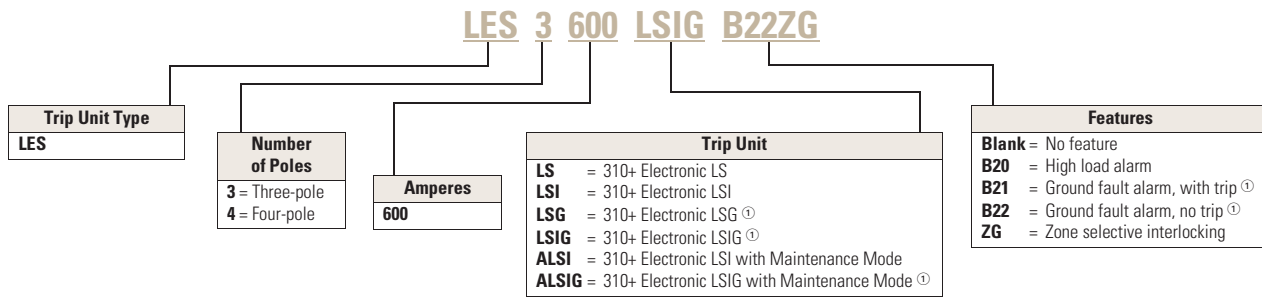 LES 3 600 LSIG B22ZG
Trip Unit Type
LES
Number
of Poles
3 = Three-pole
4 = Four-pole
Amperes
600
Trip Unit
LS = 310+ Electronic LS
LSI = 310+ Electronic LSI
LSG = 310+ Electronic LSG ①
LSIG = 310+ Electronic LSIG ①
ALSI = 310+ Electronic LSI with Maintenance Mode
ALSIG = 310+ Electronic LSIG with Maintenance Mode ①
Features
Blank = No feature
B20 = High load alarm
B21 = Ground fault alarm, with trip ①
B22 = Ground fault alarm, no trip ①
ZG = Zone selective interlocking